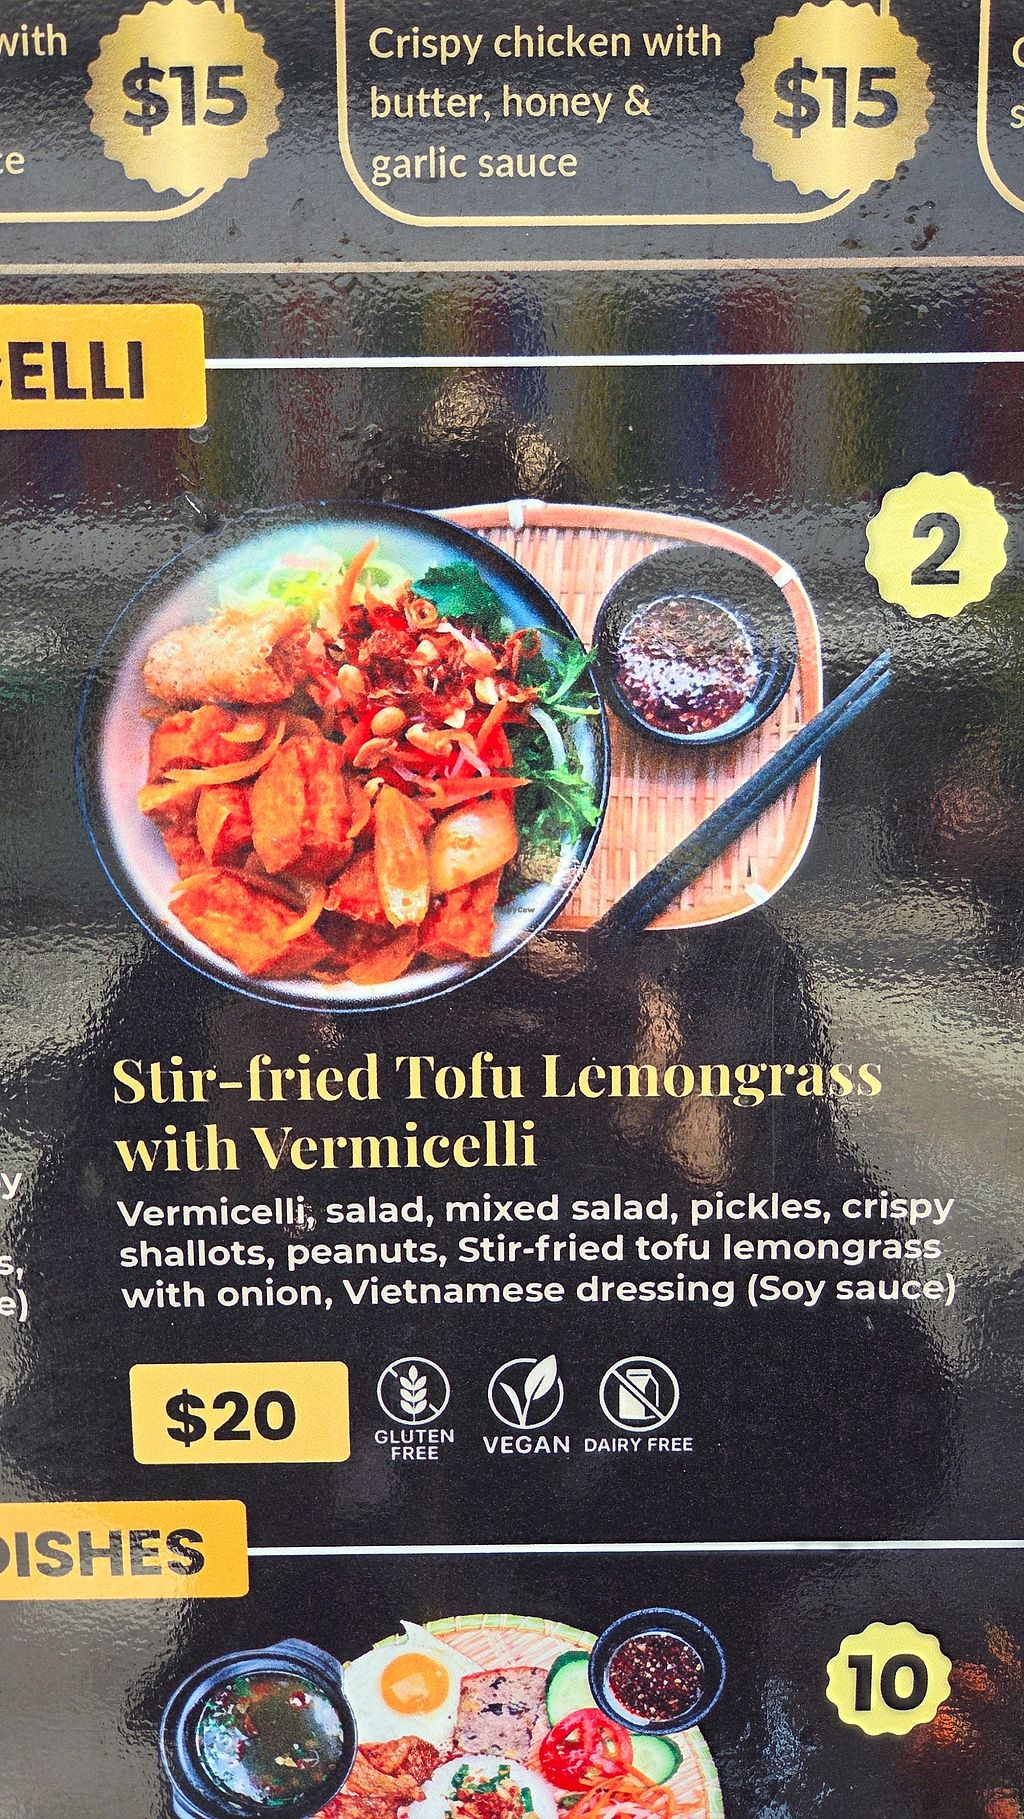 with
$15
Crispy chicken with
butter, honey &
garlic sauce
$15
ELLI
2
Stir-fried Tofu Lemongrass
with Vermicelli
Vermicelli, salad, mixed salad, pickles, crispy
shallots, peanuts, Stir-fried tofu lemongrass
with onion, Vietnamese dressing (Soy sauce)
$20
GLUTEN
FREE
VEGAN
DAIRY FREE
DISHES
10